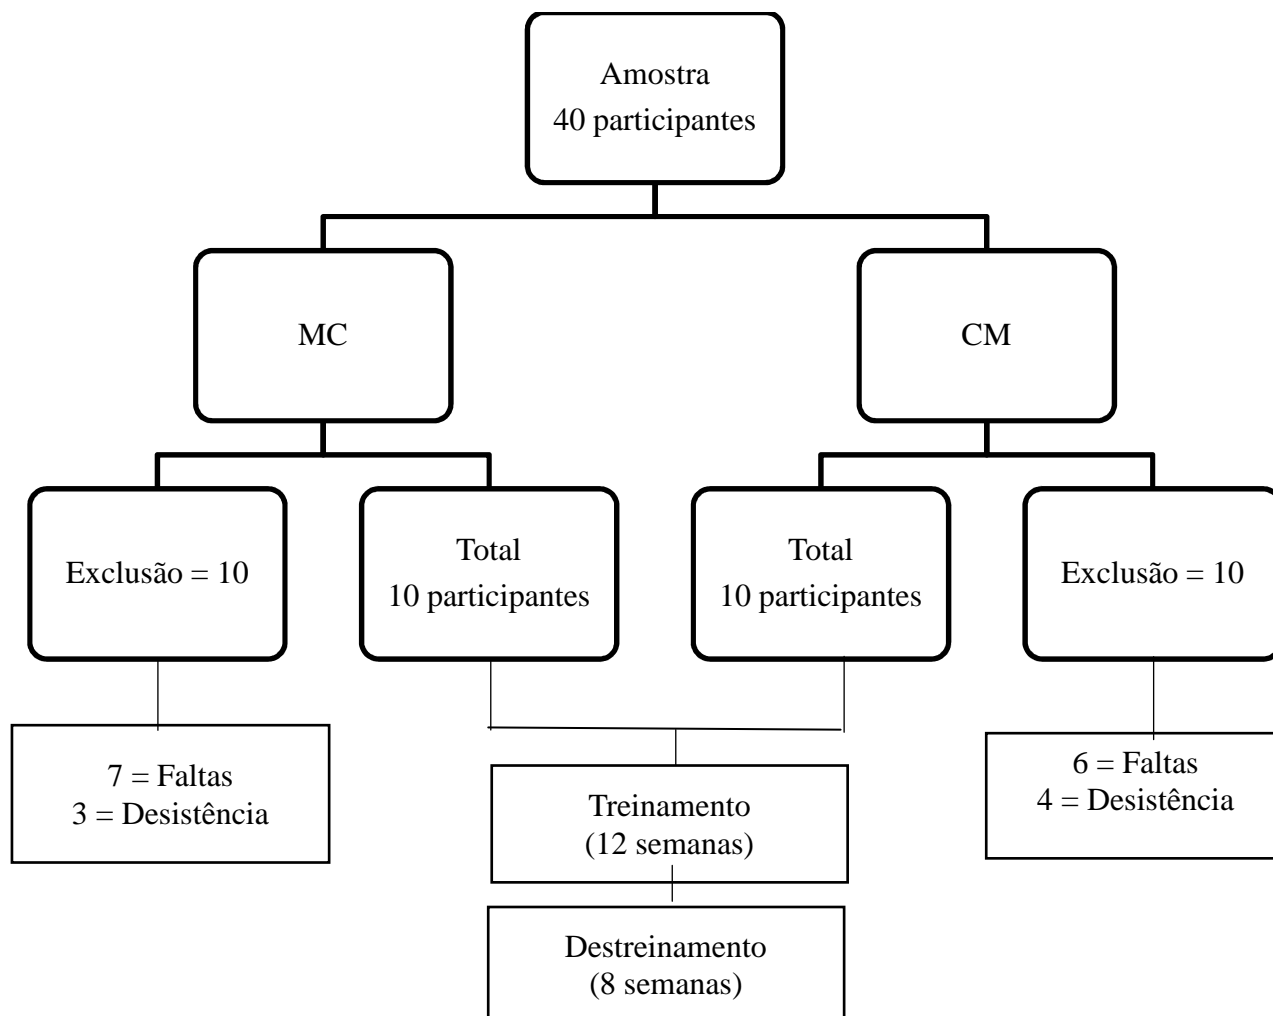 Amostra
40 participantes
MC
CM
Exclusão = 10
Total
10 participantes
Total
10 participantes
Exclusão = 10
7 = Faltas
3 = Desistência
6 = Faltas
4 = Desistência
Treinamento
(12 semanas)
Destreinamento
(8 semanas)